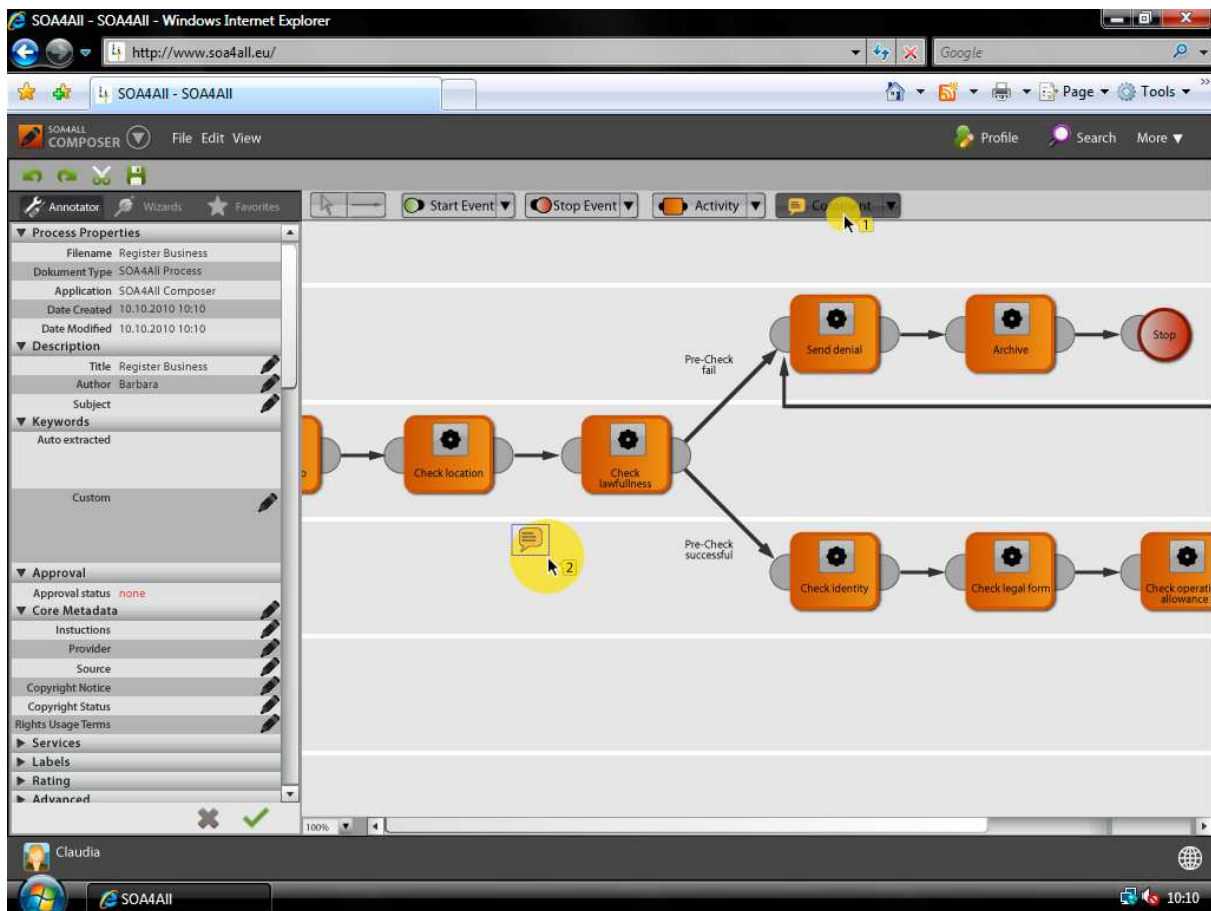 SOA4All - SOA4All - Windows Internet Explorer
http://www.soa4all.eu/
Google
SOA4All - SOA4All
Page
Tools
SOA4ALL
COMPOSER
File Edit View
Profile
Search
More
Annotator
Wizards
Favorites
Start Event
Stop Event
Activity
1
Process Properties
Filename Register Business
Dokument Type SOA4All Process
Application SOA4All Composer
Date Created 10.10.2010 10:10
Date Modified 10.10.2010 10:10
Description
Title Register Business
Author Barbara
Subject
Keywords
Auto extracted
Custom
Approval
Approval status none
Core Metadata
Instuctions
Provider
Source
Copyright Notice
Copyright Status
Rights Usage Terms
Services
Labels
Rating
Advanced
Send denial
Archive
Stop
Pre-Check
fail
Check location
Check
lawfullness
2
Pre-Check
successful
Check identity
Check legal form
Check operati
allowance
100%
Claudia
SOA4All
10:10